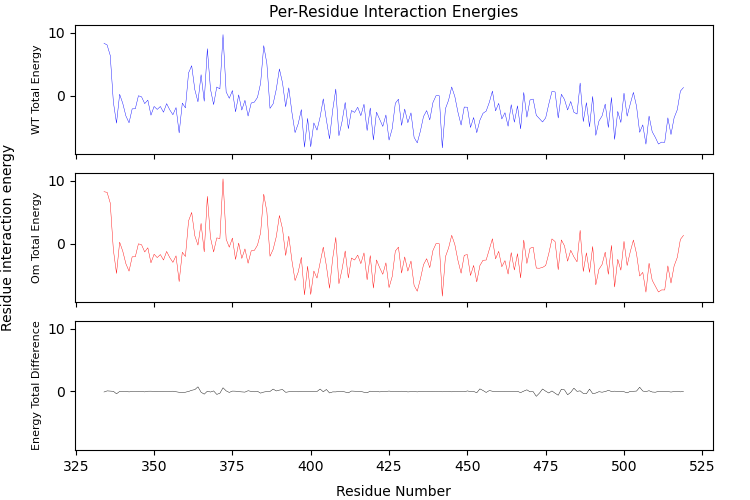 Per-Residue Interaction Energies
Residue interaction energy
WT Total Energy
10
0
Om Total Energy
10
0
Energy Total Difference
10
0
325 350 375 400 425 450 475 500 525
Residue Number